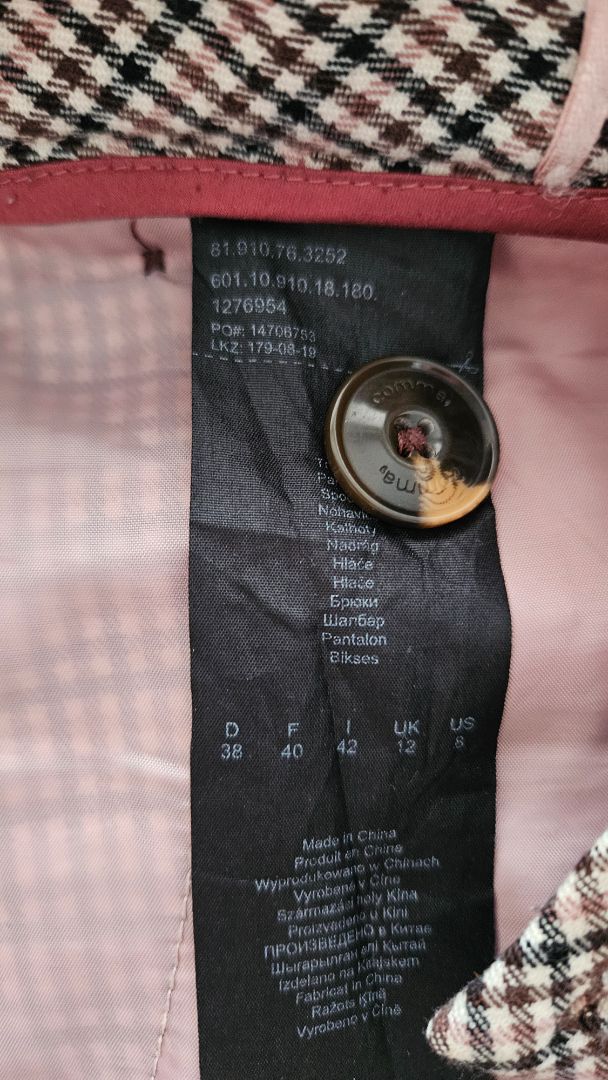 81.910.76.3252
601.10.910.18.180.
1276954
PO#: 14706753
LKZ: 179-08-19
comma,
comma,
Nohavice
Kalhoty
Nadrág
Hlače
Hlače
Брюки
Шалбар
Pantalon
Bikses
D F I UK US
38 40 42 12 8
Made in China
Produit en Chine
Wyprodukowano w Chinach
Vyrobeno v Číne
Származási hely Kína
Proizvedeno u Kini
ПРОИЗВЕДЕНО в Китае
Шығарылған елі Қытай
Izdelano na Kitajskem
Fabricat in China
Ražots Ķīnā
Vyrobeno v Číně